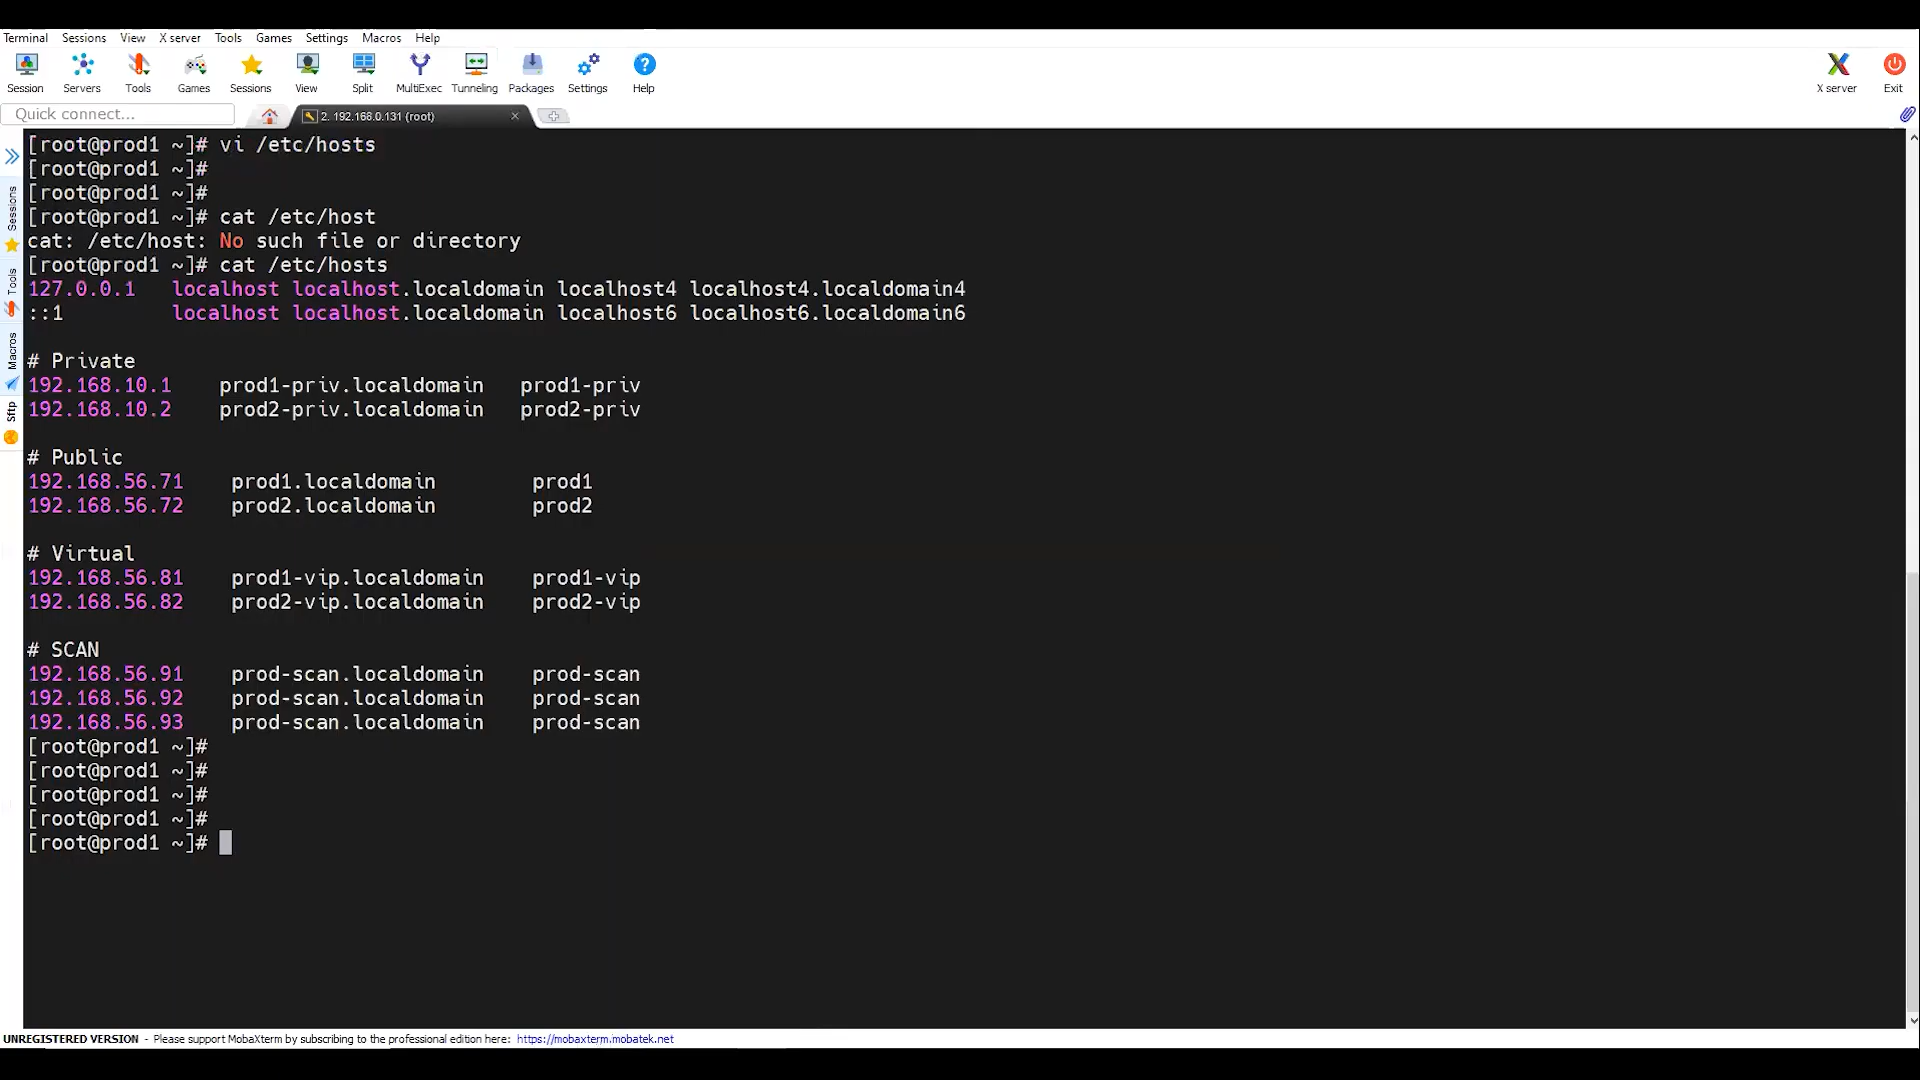 Terminal Sessions View X server Tools Games Settings Macros Help
Session Servers Tools Games Sessions View Split MultiExec Tunneling Packages Settings Help X server Exit
Quick connect... 2. 192.168.0.131 (root)
Sessions
Tools
Macros
Sftp
[root@prod1 ~]# vi /etc/hosts
[root@prod1 ~]#
[root@prod1 ~]#
[root@prod1 ~]# cat /etc/host
cat: /etc/host: No such file or directory
[root@prod1 ~]# cat /etc/hosts
127.0.0.1   localhost localhost.localdomain localhost4 localhost4.localdomain4
::1         localhost localhost.localdomain localhost6 localhost6.localdomain6
# Private
192.168.10.1    prod1-priv.localdomain   prod1-priv
192.168.10.2    prod2-priv.localdomain   prod2-priv
# Public
192.168.56.71    prod1.localdomain        prod1
192.168.56.72    prod2.localdomain        prod2
# Virtual
192.168.56.81    prod1-vip.localdomain    prod1-vip
192.168.56.82    prod2-vip.localdomain    prod2-vip
# SCAN
192.168.56.91    prod-scan.localdomain    prod-scan
192.168.56.92    prod-scan.localdomain    prod-scan
192.168.56.93    prod-scan.localdomain    prod-scan
[root@prod1 ~]#
[root@prod1 ~]#
[root@prod1 ~]#
[root@prod1 ~]#
[root@prod1 ~]#
UNREGISTERED VERSION - Please support MobaXterm by subscribing to the professional edition here: https://mobaxterm.mobatek.net